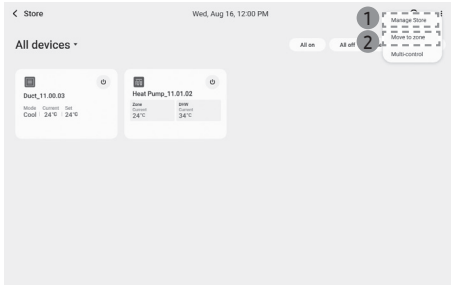 Store
Wed, Aug 16, 12:00 PM
1
Manage Store
All devices
All on
All off
2
Move to zone
Multi-control
Duct_11.00.03
Mode Current Set
Cool 24°C 24°C
Heat Pump_11.01.02
Zone
Current
24°C
DHW
Current
34°C